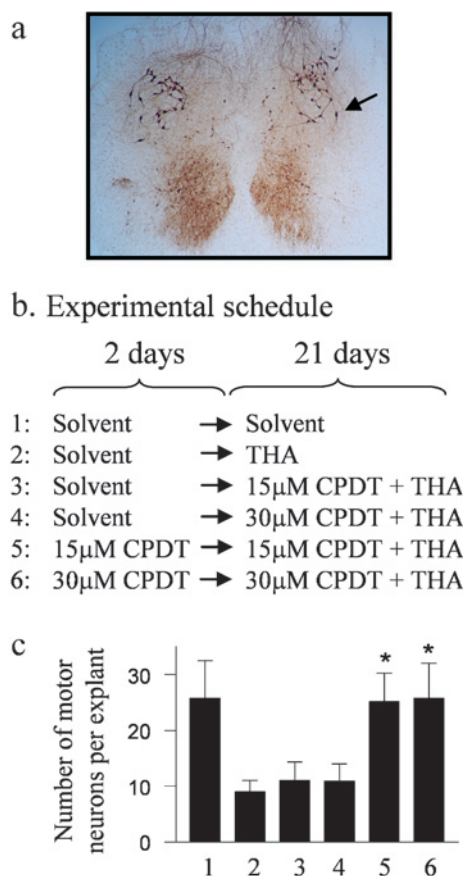 a
b. Experimental schedule
2 days 21 days
1: Solvent → Solvent
2: Solvent → THA
3: Solvent → 15μM CPDT + THA
4: Solvent → 30μM CPDT + THA
5: 15μM CPDT → 15μM CPDT + THA
6: 30μM CPDT → 30μM CPDT + THA
c
Number of motor
neurons per explant
30
20
10
0
* *
1 2 3 4 5 6